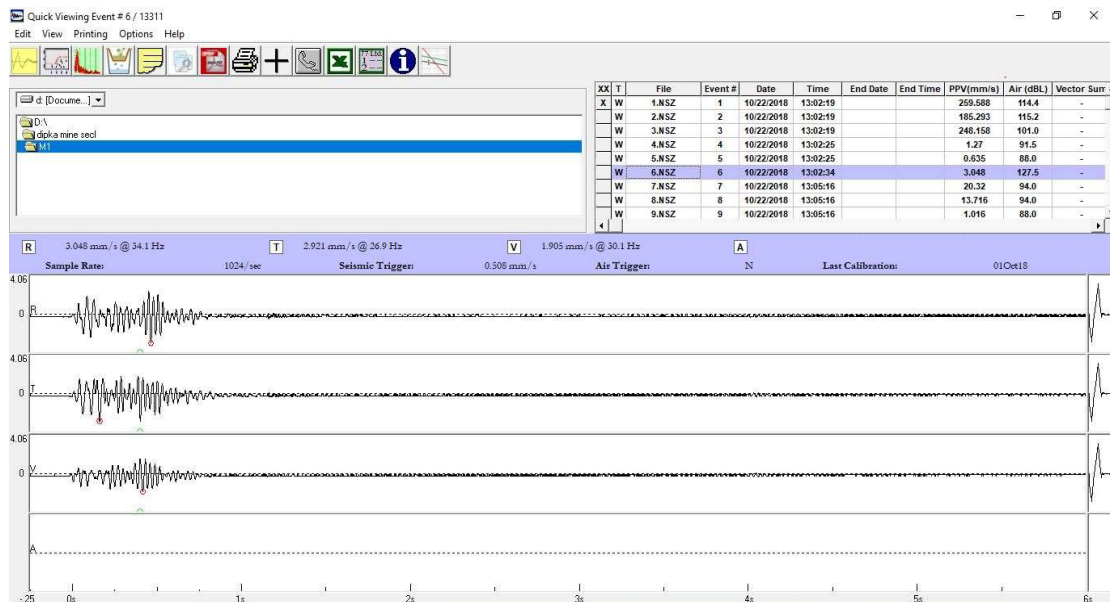 Quick Viewing Event # 6 / 13311
Edit View Printing Options Help
d: [Docume...]
D:\
dipka mine secl
M1
XX T File Event # Date Time End Date End Time PPV(mm/s) Air (dBL) Vector Sum
X W 1.NSZ 1 10/22/2018 13:02:19 259.588 114.4 -
W 2.NSZ 2 10/22/2018 13:02:19 185.293 115.2 -
W 3.NSZ 3 10/22/2018 13:02:19 248.158 101.0 -
W 4.NSZ 4 10/22/2018 13:02:25 1.27 91.5 -
W 5.NSZ 5 10/22/2018 13:02:25 0.635 88.0 -
W 6.NSZ 6 10/22/2018 13:02:34 3.048 127.5 -
W 7.NSZ 7 10/22/2018 13:05:16 20.32 94.0 -
W 8.NSZ 8 10/22/2018 13:05:16 13.716 94.0 -
W 9.NSZ 9 10/22/2018 13:05:16 1.016 88.0 -
R 3.048 mm/s @ 34.1 Hz T 2.921 mm/s @ 26.9 Hz V 1.905 mm/s @ 30.1 Hz A
Sample Rate: 1024/sec Seismic Trigger: 0.508 mm/s Air Trigger: N Last Calibration: 01Oct18
4.06
R
0
4.06
T
0
4.06
V
0
A
-.25 0s 1s 2s 3s 4s 5s 6s